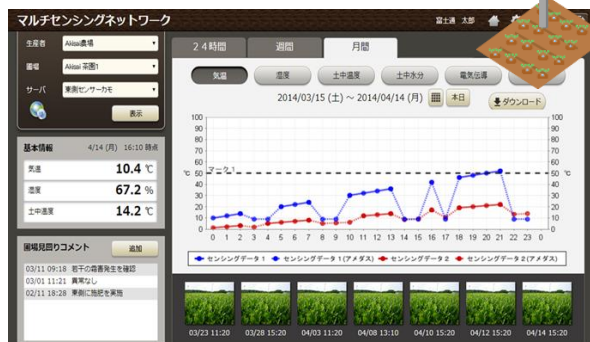 マルチセンシングネットワーク
富士通 太郎
生産者 Akisai農場
圃場 Akisai 茶園1
サーバ 東側センサーカモ
表示
基本情報 4/14 (月) 16:10 時点
気温 10.4 ℃
湿度 67.2 %
土中温度 14.2 ℃
圃場見回りコメント 追加
03/11 09:18 若干の霜害発生を確認
03/01 11:21 異常なし
02/11 18:28 東側に施肥を実施
24時間 週間 月間
気温 湿度 土中温度 土中水分 電気伝導
2014/03/15 (土) ～ 2014/04/14 (月) 本日 ダウンロード
100 100
90 90
80 80
70 70
60 60
℃ 50 マーク1 50 ℃
40 40
30 30
20 20
10 10
0 0
0 1 2 3 4 5 6 7 8 9 10 11 12 13 14 15 16 17 18 19 20 21 22 23 0
センシングデータ1 センシングデータ1(アメダス) センシングデータ2 センシングデータ2(アメダス)
03/23 11:20 03/28 15:20 04/03 11:20 04/08 13:10 04/10 15:20 04/12 15:20 04/14 15:20